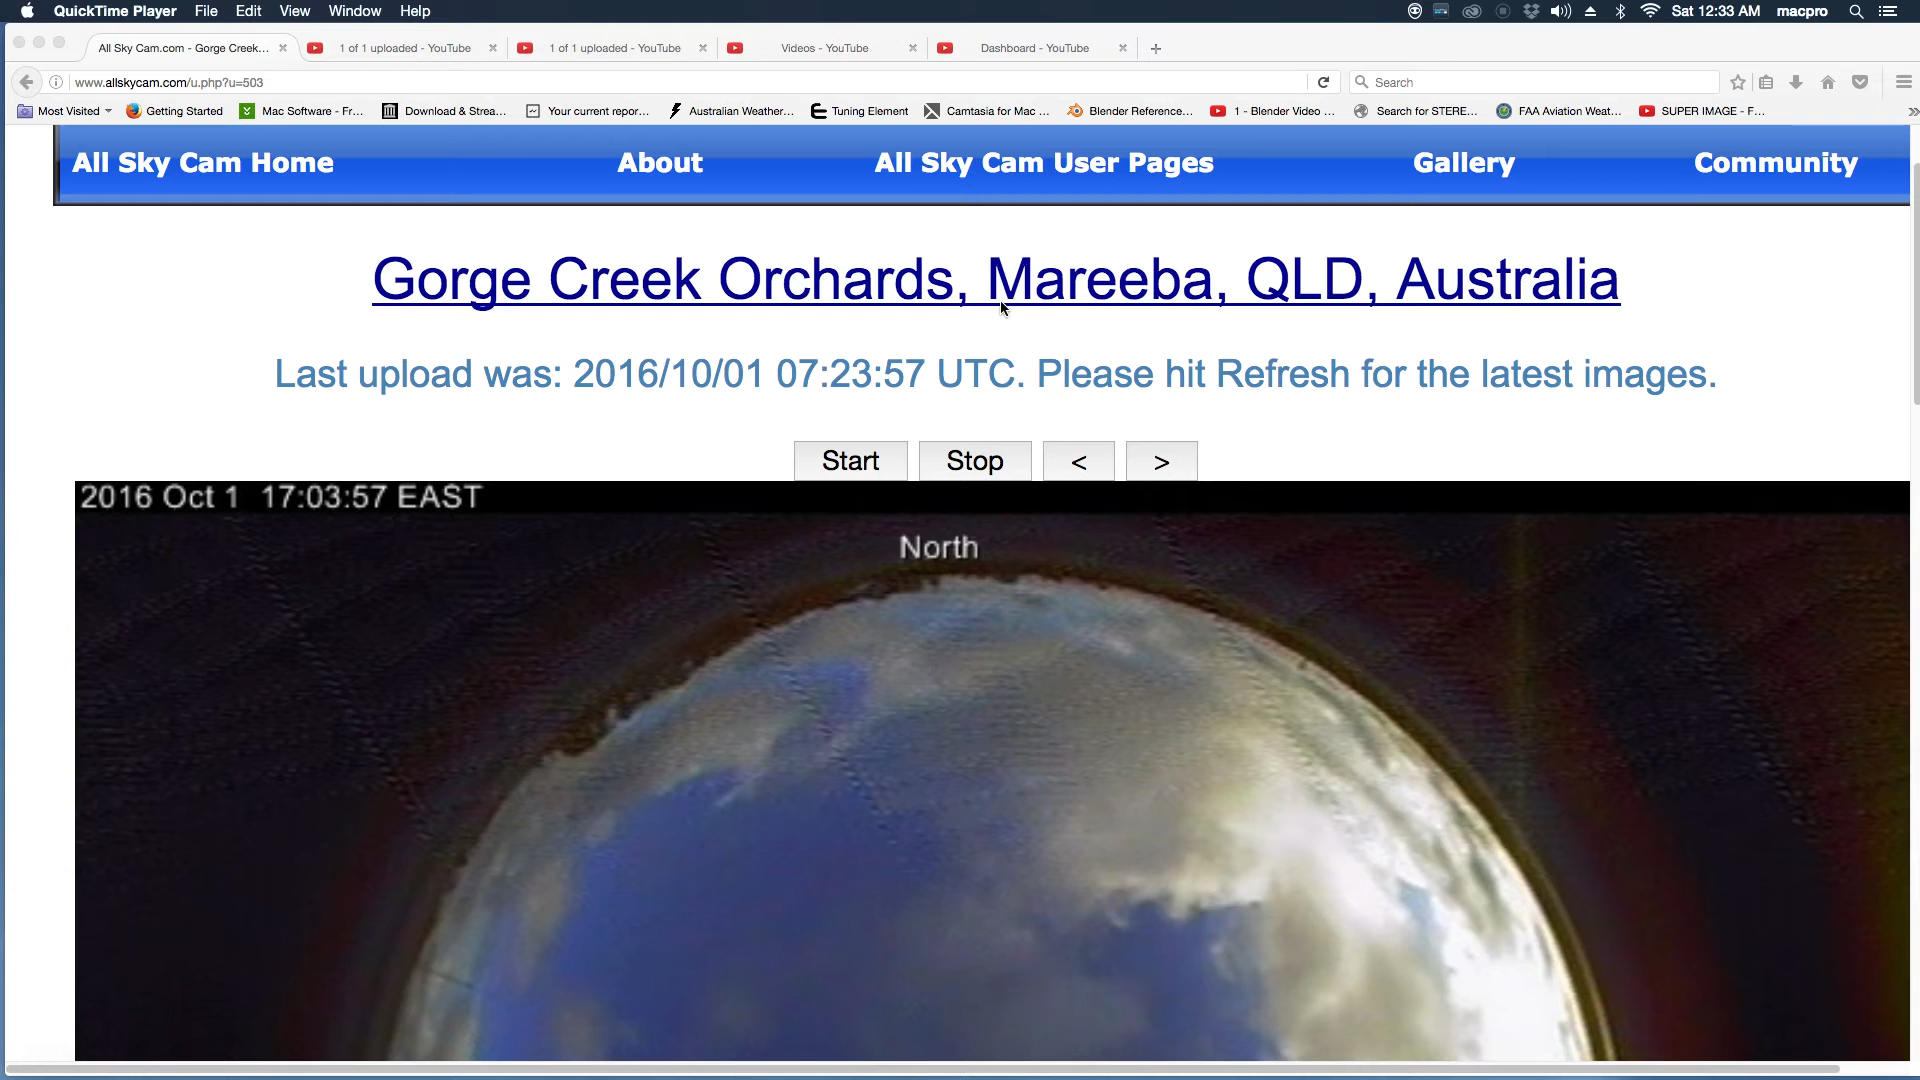 QuickTime Player File Edit View Window Help Sat 12:33 AM macpro
All Sky Cam.com - Gorge Creek... 1 of 1 uploaded - YouTube 1 of 1 uploaded - YouTube Videos - YouTube Dashboard - YouTube
www.allskycam.com/u.php?u=503 Search
Most Visited Getting Started Mac Software - Fr... Download & Strea... Your current repor... Australian Weather... Tuning Element Camtasia for Mac ... Blender Reference... 1 - Blender Video ... Search for STERE... FAA Aviation Weat... SUPER IMAGE - F...
All Sky Cam Home About All Sky Cam User Pages Gallery Community
Gorge Creek Orchards, Mareeba, QLD, Australia
Last upload was: 2016/10/01 07:23:57 UTC. Please hit Refresh for the latest images.
Start Stop < >
2016 Oct 1 17:03:57 EAST
North